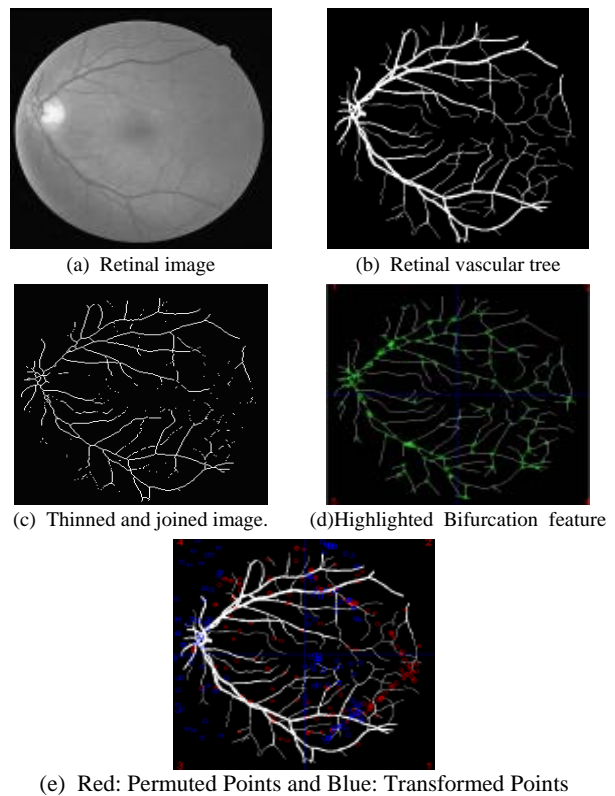 (a) Retinal image
(b) Retinal vascular tree
(c) Thinned and joined image.
(d)Highlighted Bifurcation feature
(e) Red: Permuted Points and Blue: Transformed Points